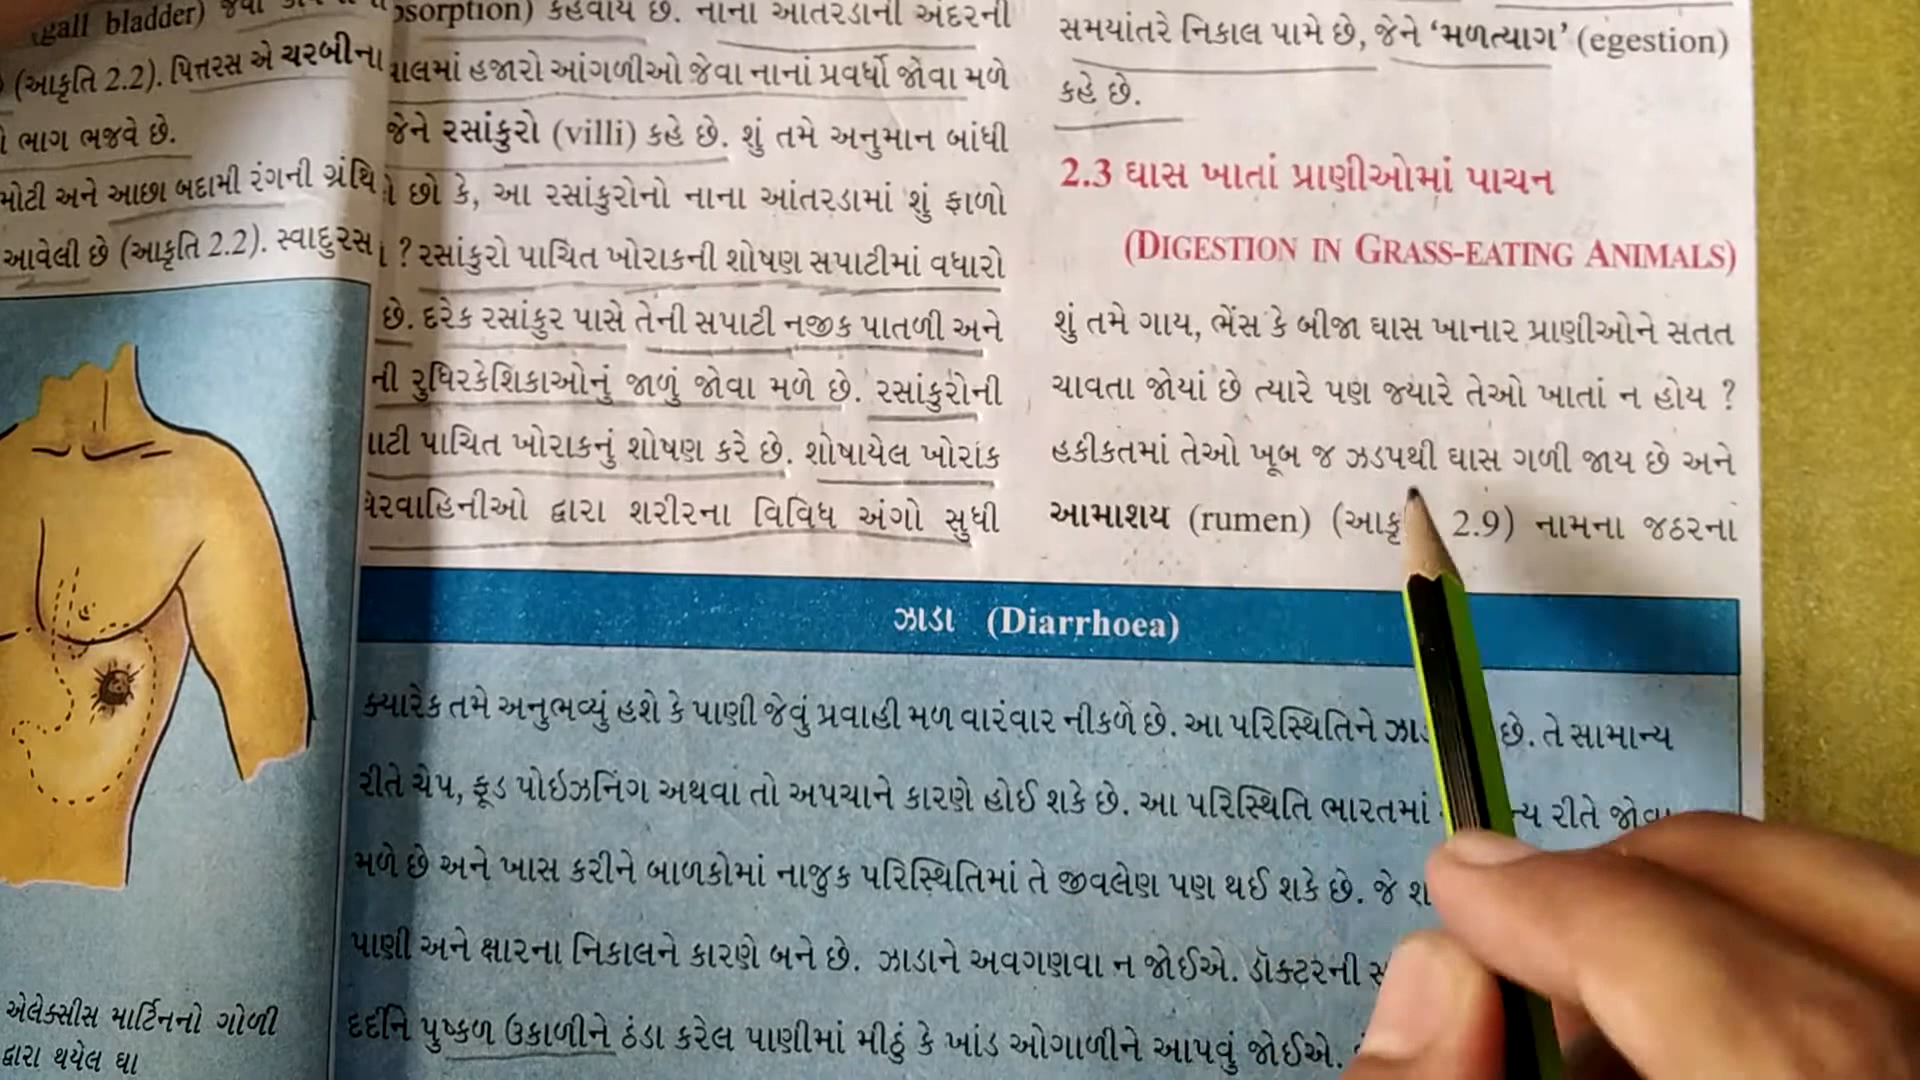 (gall bladder) જેવા
(આકૃતિ 2.2). પિત્તરસ એ ચરબીના
ભાગ ભજવે છે.
મોટી અને આછા બદામી રંગની ગ્રંથિ
આવેલી છે (આકૃતિ 2.2). સ્વાદુરસ
એલેક્સીસ માર્ટિનનો ગોળી
દ્વારા થયેલ ઘા
કહેવાય છે. નાના આંતરડાની અંદરની
હજારો આંગળીઓ જેવા નાનાં પ્રવર્ધો જોવા મળે
જેને રસાંકુરો (villi) કહે છે. શું તમે અનુમાન બાંધી
છો કે, આ રસાંકુરોનો નાના આંતરડામાં શું ફાળો
? રસાંકુરો પાચિત ખોરાકની શોષણ સપાટીમાં વધારો
છે. દરેક રસાંકુર પાસે તેની સપાટી નજીક પાતળી અને
ની રુધિરકેશિકાઓનું જાળું જોવા મળે છે. રસાંકુરોની
પાચિત ખોરાકનું શોષણ કરે છે. શોષાયેલ ખોરાક
દ્વારા શરીરના વિવિધ અંગો સુધી
સમયાંતરે નિકાલ પામે છે, જેને ‘મળત્યાગ’ (egestion)
કહે છે.
2.3 ઘાસ ખાતાં પ્રાણીઓમાં પાચન
(DIGESTION IN GRASS-EATING ANIMALS)
શું તમે ગાય, ભેંસ કે બીજા ઘાસ ખાનાર પ્રાણીઓને સતત
ચાવતા જોયાં છે ત્યારે પણ જ્યારે તેઓ ખાતાં ન હોય ?
હકીકતમાં તેઓ ખૂબ જ ઝડપથી ઘાસ ગળી જાય છે અને
આમાશય (rumen) (આકૃ 2.9) નામના જઠરના
ઝાડા (Diarrhoea)
ક્યારેક તમે અનુભવ્યું હશે કે પાણી જેવું પ્રવાહી મળ વારંવાર નીકળે છે. આ પરિસ્થિતિને છે. તે સામાન્ય
રીતે ચેપ, ફૂડ પોઇઝનિંગ અથવા તો અપચાને કારણે હોઈ શકે છે. આ પરિસ્થિતિ ભારતમાં રીતે જોવા
મળે છે અને ખાસ કરીને બાળકોમાં નાજુક પરિસ્થિતિમાં તે જીવલેણ પણ થઈ શકે છે. જે
પાણી અને ક્ષારના નિકાલને કારણે બને છે. ઝાડાને અવગણવા ન જોઈએ. ડૉક્ટરની
દર્દીને પુષ્કળ ઉકાળીને ઠંડા કરેલ પાણીમાં મીઠું કે ખાંડ ઓગાળીને આપવું જોઈએ.